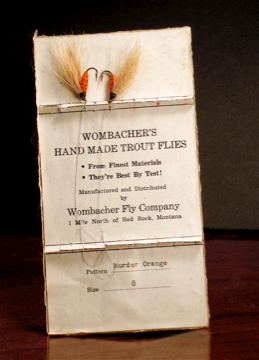 WOMBACHER'S
HAND MADE TROUT FLIES
• From Finest Materials
• They're Best By Test!
Manufactured and Distributed
by
Wombacher Fly Company
1 Mile North of Red Rock, Montana
Pattern Murder Orange
Size 8